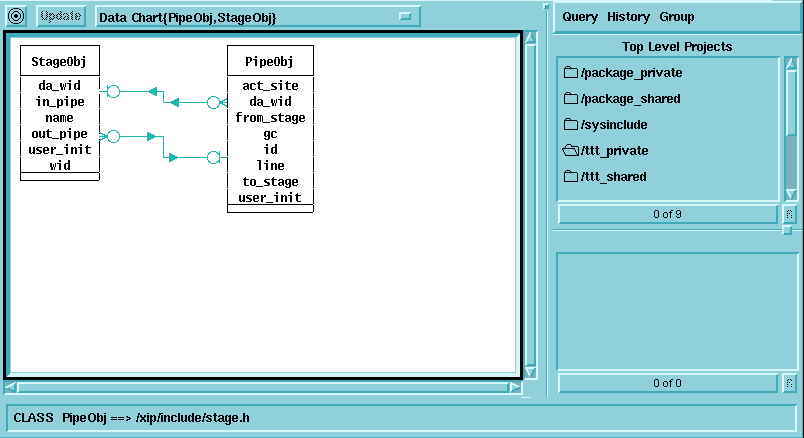 Update Data Chart{PipeObj,StageObj}
StageObj
da_wid
in_pipe
name
out_pipe
user_init
wid
PipeObj
act_site
da_wid
from_stage
gc
id
line
to_stage
user_init
Query History Group
Top Level Projects
/package_private
/package_shared
/sysinclude
/ttt_private
/ttt_shared
0 of 9
0 of 0
CLASS PipeObj ==> /xip/include/stage.h